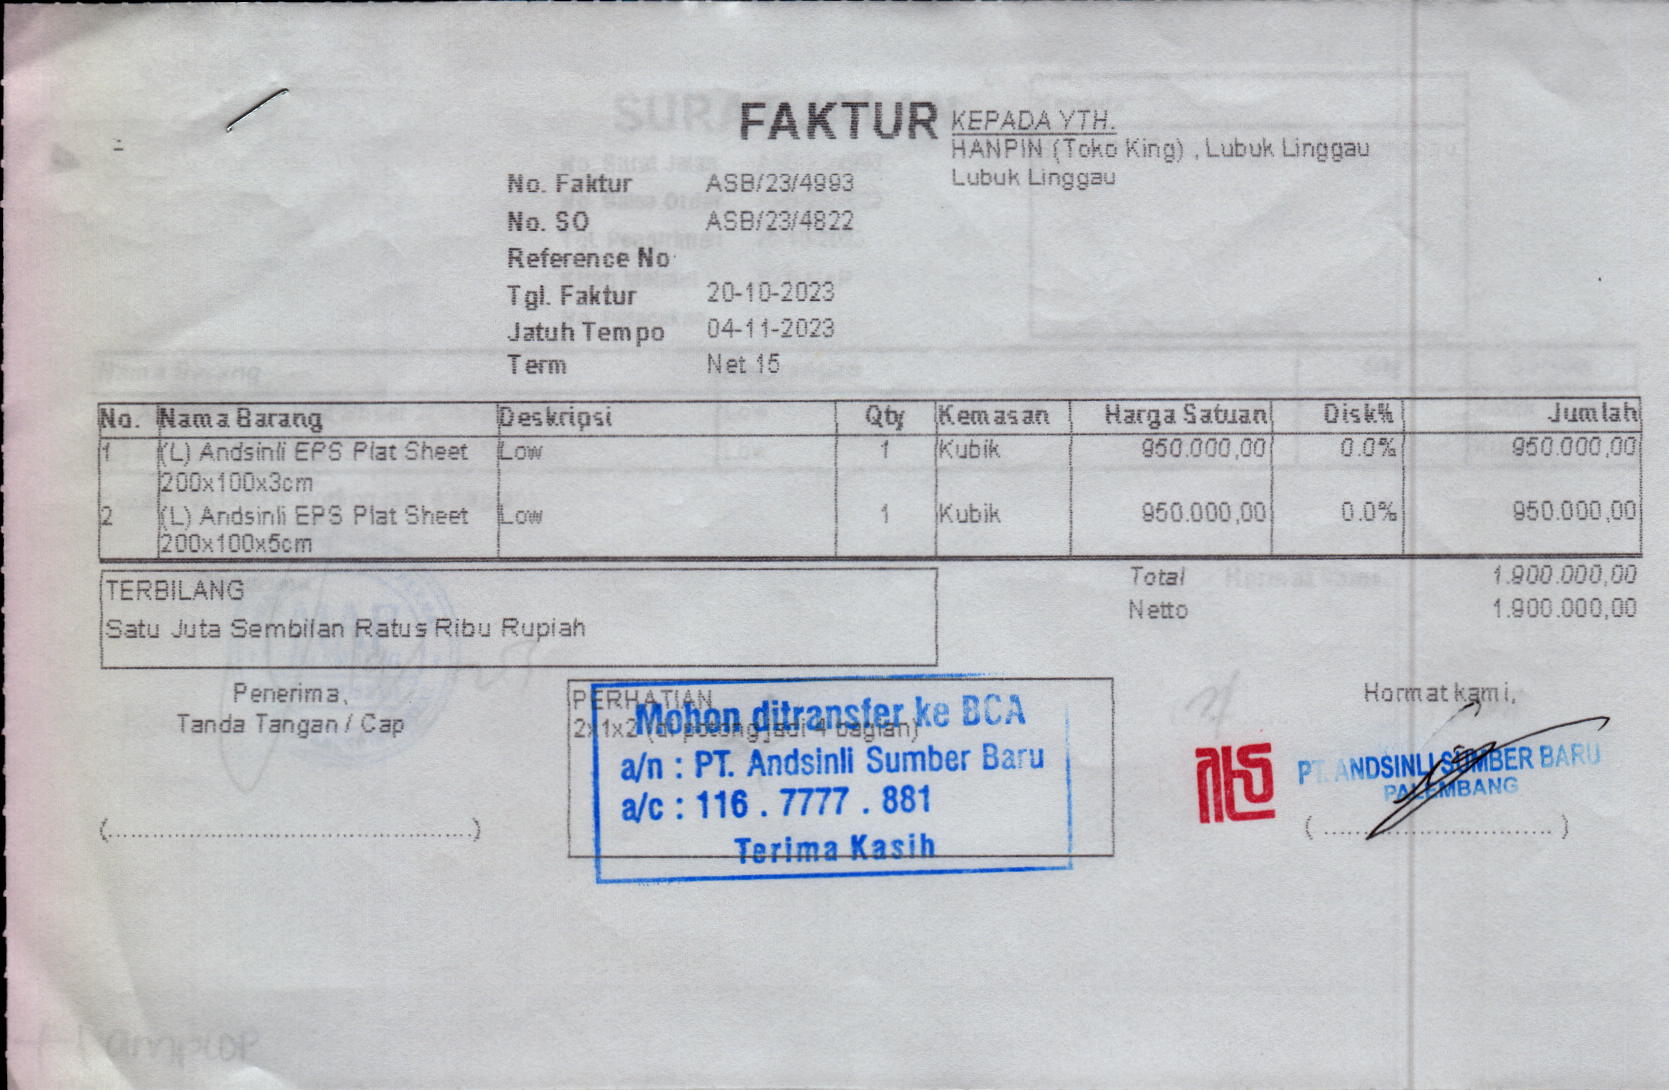 FAKTUR
KEPADA YTH.
HANPIN (Toko King) , Lubuk Linggau
Lubuk Linggau
No. Faktur ASB/23/4993
No. SO ASB/23/4822
Reference No
Tgl. Faktur 20-10-2023
Jatuh Tempo 04-11-2023
Term Net 15
No. Nama Barang Deskripsi Qty Kemasan Harga Satuan Disk% Jumlah
1 (L) Andsinli EPS Plat Sheet Low 1 Kubik 950.000,00 0.0% 950.000,00
200x100x3cm
2 (L) Andsinli EPS Plat Sheet Low 1 Kubik 950.000,00 0.0% 950.000,00
200x100x5cm
Total 1.900.000,00
Netto 1.900.000,00
TERBILANG
Satu Juta Sembilan Ratus Ribu Rupiah
Penerima,
Tanda Tangan / Cap
(........................................................)
PERHATIAN
2x1x2 (di potong jadi 4 bagian)
Mohon ditransfer ke BCA
a/n : PT. Andsinli Sumber Baru
a/c : 116 . 7777 . 881
Terima Kasih
Hormat kami,
PT. ANDSINLI SUMBER BARU
PALEMBANG
( ................................... )